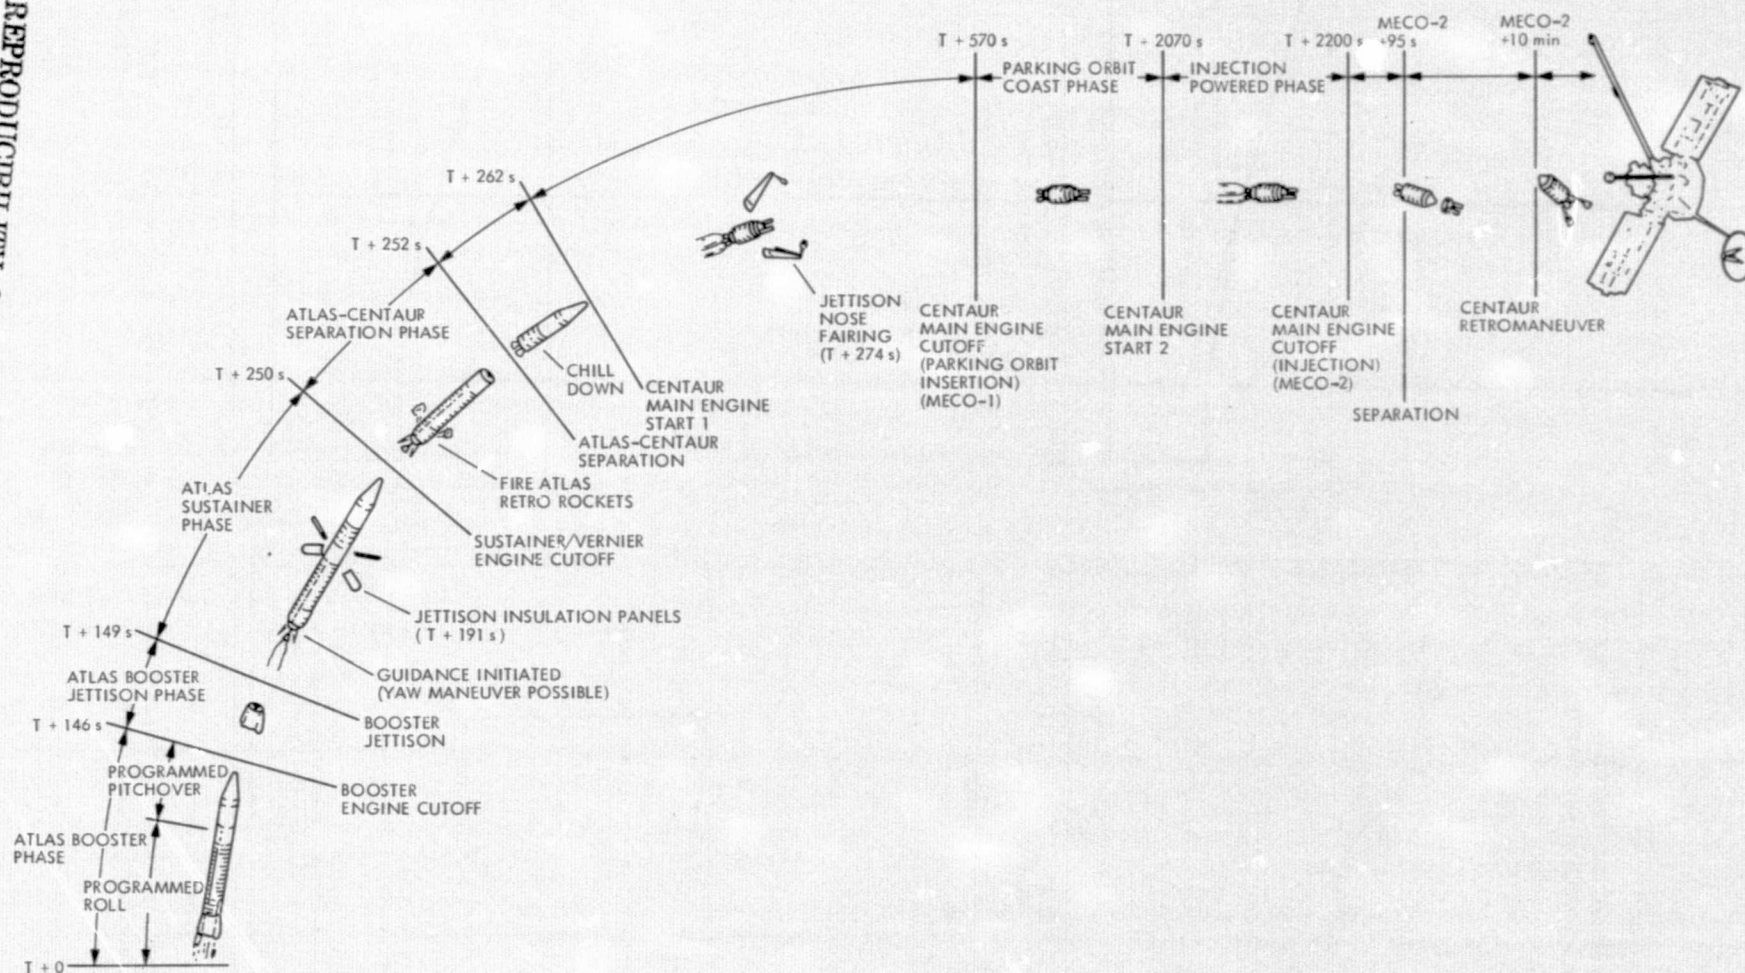 T + 570 s
PARKING ORBIT
COAST PHASE
T + 2070 s
INJECTION
POWERED PHASE
T + 2200 s
MECO-2
+95 s
MECO-2
+10 min
T + 262 s
T + 252 s
ATLAS-CENTAUR
SEPARATION PHASE
T + 250 s
CHILL
DOWN
CENTAUR
MAIN ENGINE
START 1
ATLAS-CENTAUR
SEPARATION
FIRE ATLAS
RETRO ROCKETS
SUSTAINER/VERNIER
ENGINE CUTOFF
JETTISON
NOSE
FAIRING
(T + 274 s)
CENTAUR
MAIN ENGINE
CUTOFF
(PARKING ORBIT
INSERTION)
(MECO-1)
CENTAUR
MAIN ENGINE
START 2
CENTAUR
MAIN ENGINE
CUTOFF
(INJECTION)
(MECO-2)
SEPARATION
CENTAUR
RETROMANEUVER
ATLAS
SUSTAINER
PHASE
JETTISON INSULATION PANELS
( T + 191 s )
GUIDANCE INITIATED
(YAW MANEUVER POSSIBLE)
T + 149 s
ATLAS BOOSTER
JETTISON PHASE
BOOSTER
JETTISON
T + 146 s
BOOSTER
ENGINE CUTOFF
PROGRAMMED
PITCHOVER
ATLAS BOOSTER
PHASE
PROGRAMMED
ROLL
T + 0